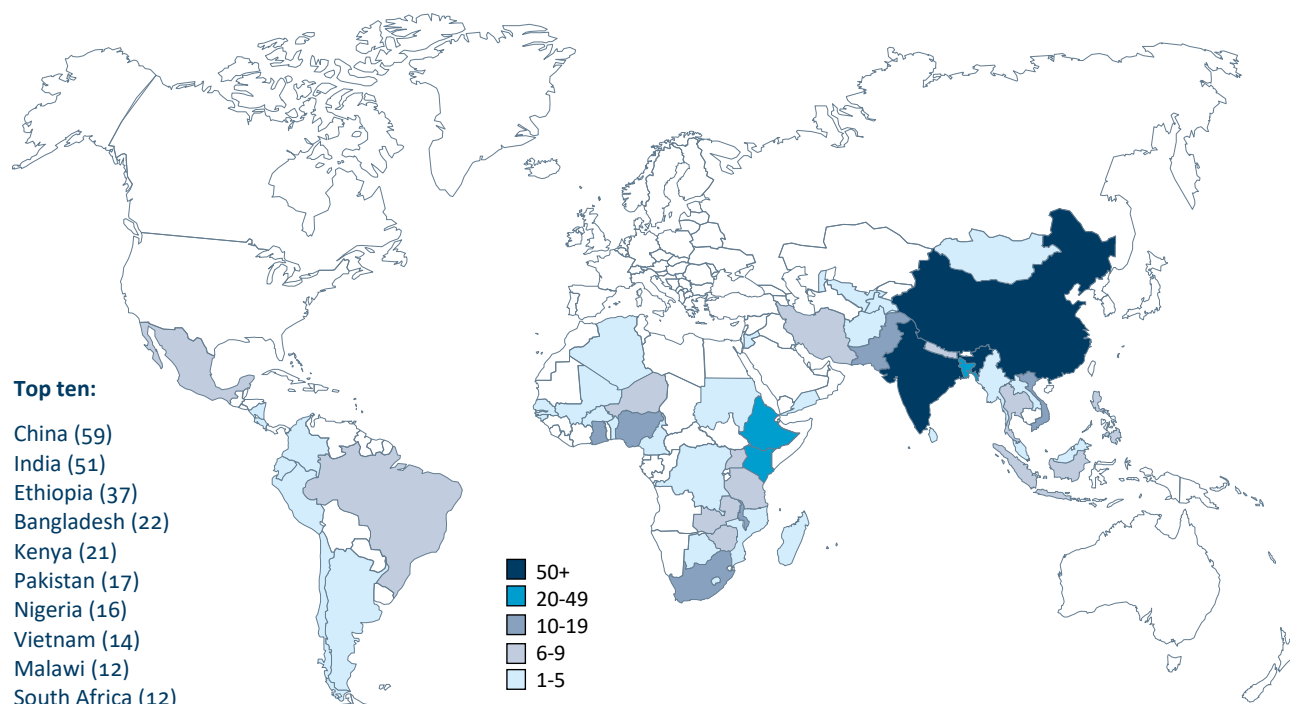 Top ten:
China (59)
India (51)
Ethiopia (37)
Bangladesh (22)
Kenya (21)
Pakistan (17)
Nigeria (16)
Vietnam (14)
Malawi (12)
South Africa (12)
50+
20-49
10-19
6-9
1-5